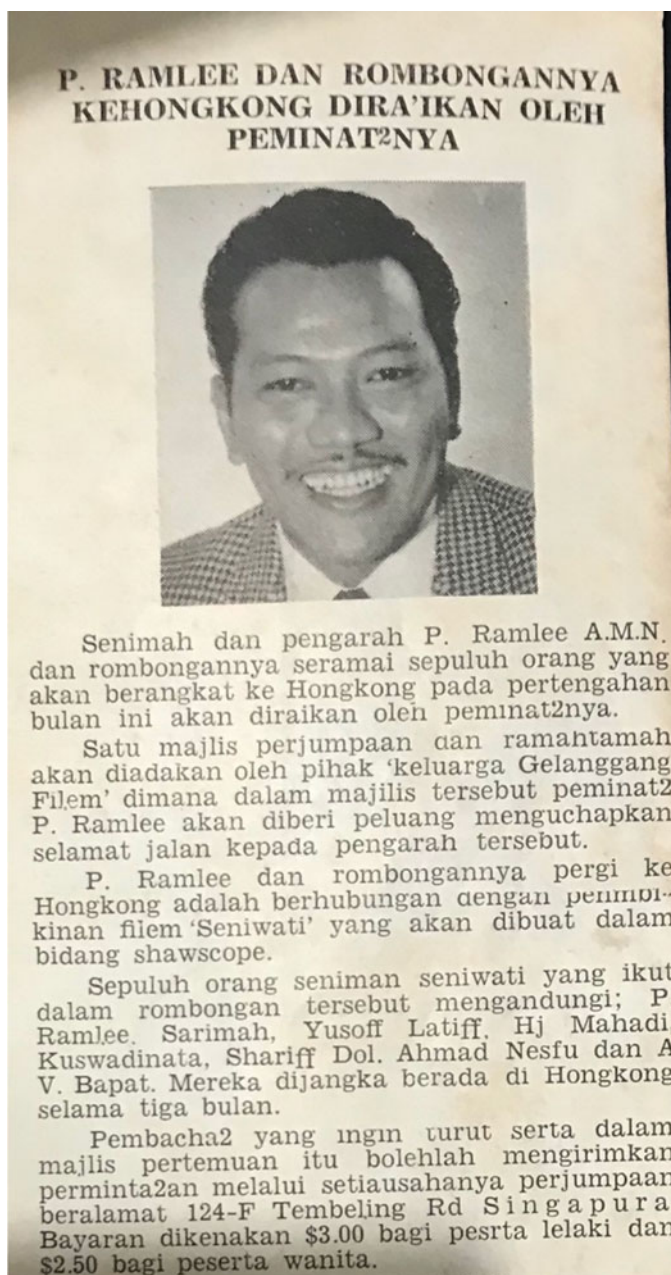 P. RAMLEE DAN ROMBONGANNYA
KEHONGKONG DIRA'IKAN OLEH
PEMINAT2NYA
Senimah dan pengarah P. Ramlee A.M.N.
dan rombongannya seramai sepuluh orang yang
akan berangkat ke Hongkong pada pertengahan
bulan ini akan diraikan oleh peminat2nya.
Satu majlis perjumpaan dan ramahtamah
akan diadakan oleh pihak 'keluarga Gelanggang
Filem' dimana dalam majilis tersebut peminat2
P. Ramlee akan diberi peluang menguchapkan
selamat jalan kepada pengarah tersebut.
P. Ramlee dan rombongannya pergi ke
Hongkong adalah berhubungan dengan pembi-
kinan filem 'Seniwati' yang akan dibuat dalam
bidang shawscope.
Sepuluh orang seniman seniwati yang ikut
dalam rombongan tersebut mengandungi; P
Ramlee. Sarimah, Yusoff Latiff, Hj Mahadi
Kuswadinata, Shariff Dol. Ahmad Nesfu dan A
V. Bapat. Mereka dijangka berada di Hongkong
selama tiga bulan.
Pembacha2 yang ingin turut serta dalam
majlis pertemuan itu bolehlah mengirimkan
perminta2an melalui setiausahanya perjumpaan
beralamat 124-F Tembeling Rd Singapura
Bayaran dikenakan $3.00 bagi pesrta lelaki dan
$2.50 bagi peserta wanita.